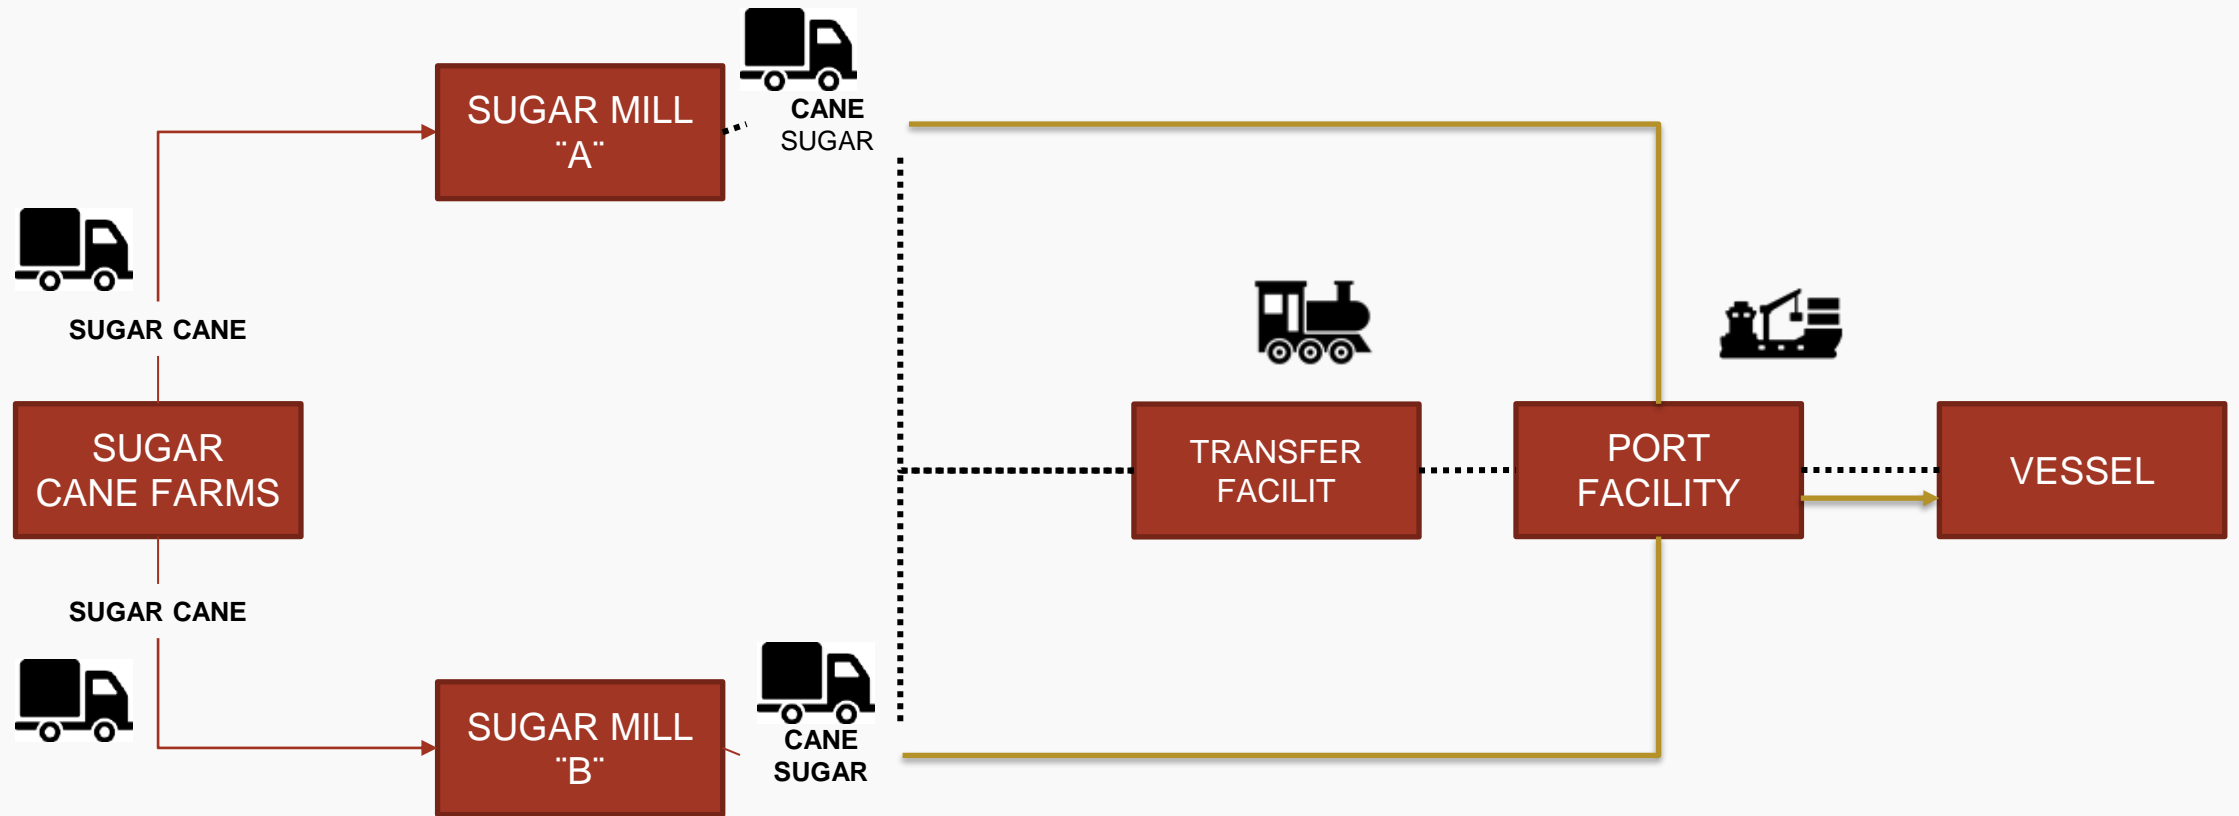 SUGAR MILL
¨A¨
CANE
SUGAR
SUGAR CANE
SUGAR
CANE FARMS
TRANSFER
FACILIT
PORT
FACILITY
VESSEL
SUGAR CANE
SUGAR MILL
¨B¨
CANE
SUGAR